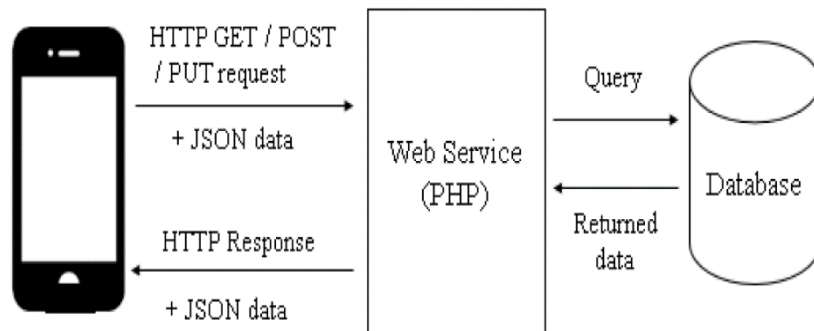 HTTP GET / POST
/ PUT request
+ JSON data
HTTP Response
+ JSON data
Web Service
(PHP)
Query
Returned
data
Database